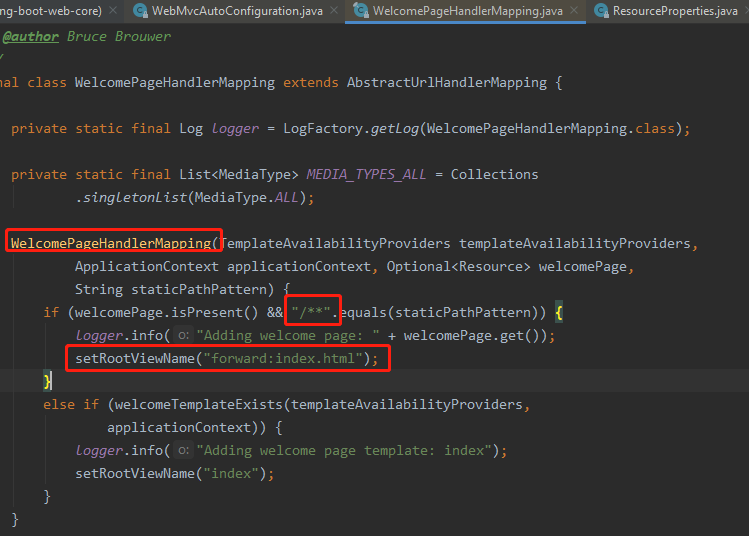 ng-boot-web-core) WebMvcAutoConfiguration.java WelcomePageHandlerMapping.java ResourceProperties.java
@author Bruce Brouwer
/
nal class WelcomePageHandlerMapping extends AbstractUrlHandlerMapping {
private static final Log logger = LogFactory.getLog(WelcomePageHandlerMapping.class);
private static final List<MediaType> MEDIA_TYPES_ALL = Collections
.singletonList(MediaType.ALL);
WelcomePageHandlerMapping(TemplateAvailabilityProviders templateAvailabilityProviders,
ApplicationContext applicationContext, Optional<Resource> welcomePage,
String staticPathPattern) {
if (welcomePage.isPresent() && "/**".equals(staticPathPattern)) {
logger.info( o: "Adding welcome page: " + welcomePage.get());
setRootViewName("forward:index.html");
}
else if (welcomeTemplateExists(templateAvailabilityProviders,
applicationContext)) {
logger.info( o: "Adding welcome page template: index");
setRootViewName("index");
}
}